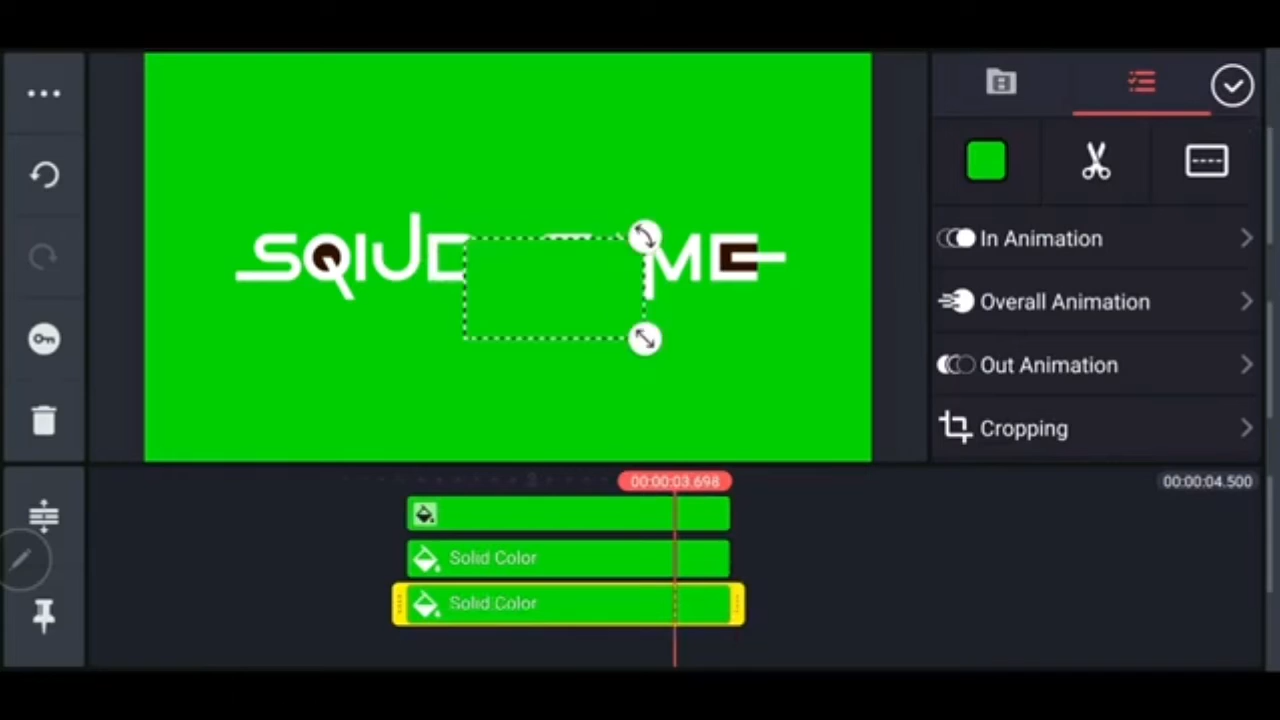 SQIUD ME
In Animation
Overall Animation
Out Animation
Cropping
00:00:03.698
00:00:04.500
Solid Color
Solid Color